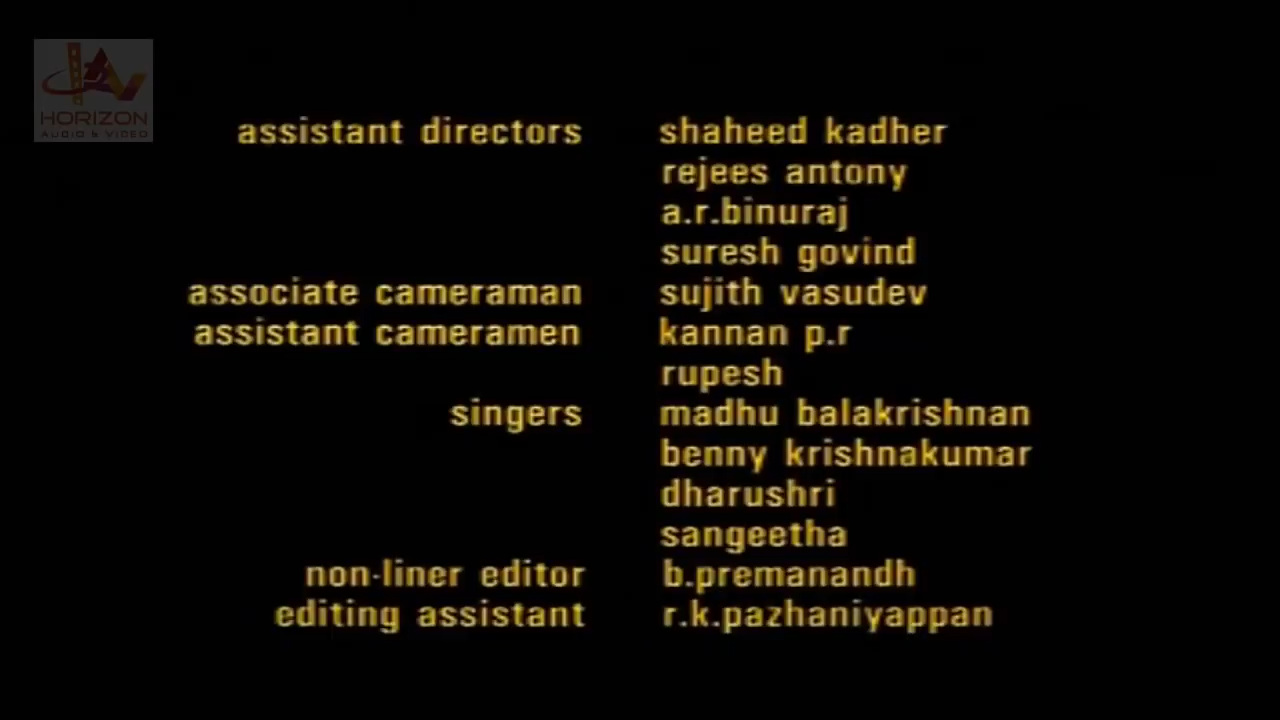 HORIZON
AUDIO & VIDEO
assistant directors shaheed kadher
rejees antony
a.r.binuraj
suresh govind
associate cameraman sujith vasudev
assistant cameramen kannan p.r
rupesh
singers madhu balakrishnan
benny krishnakumar
dharushri
sangeetha
non-liner editor b.premanandh
editing assistant r.k.pazhaniyappan